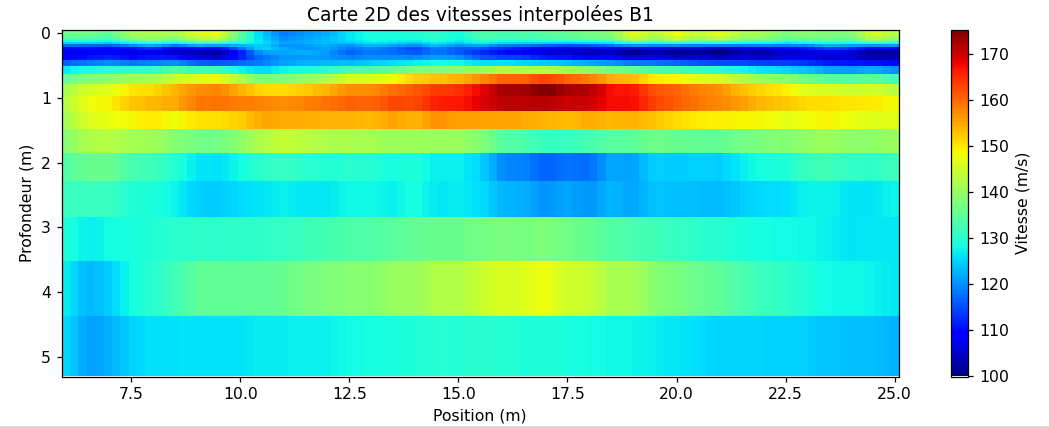 Carte 2D des vitesses interpolées B1
0
1
2
3
4
5
Profondeur (m)
7.5 10.0 12.5 15.0 17.5 20.0 22.5 25.0
Position (m)
170
160
150
140
130
120
110
100
Vitesse (m/s)